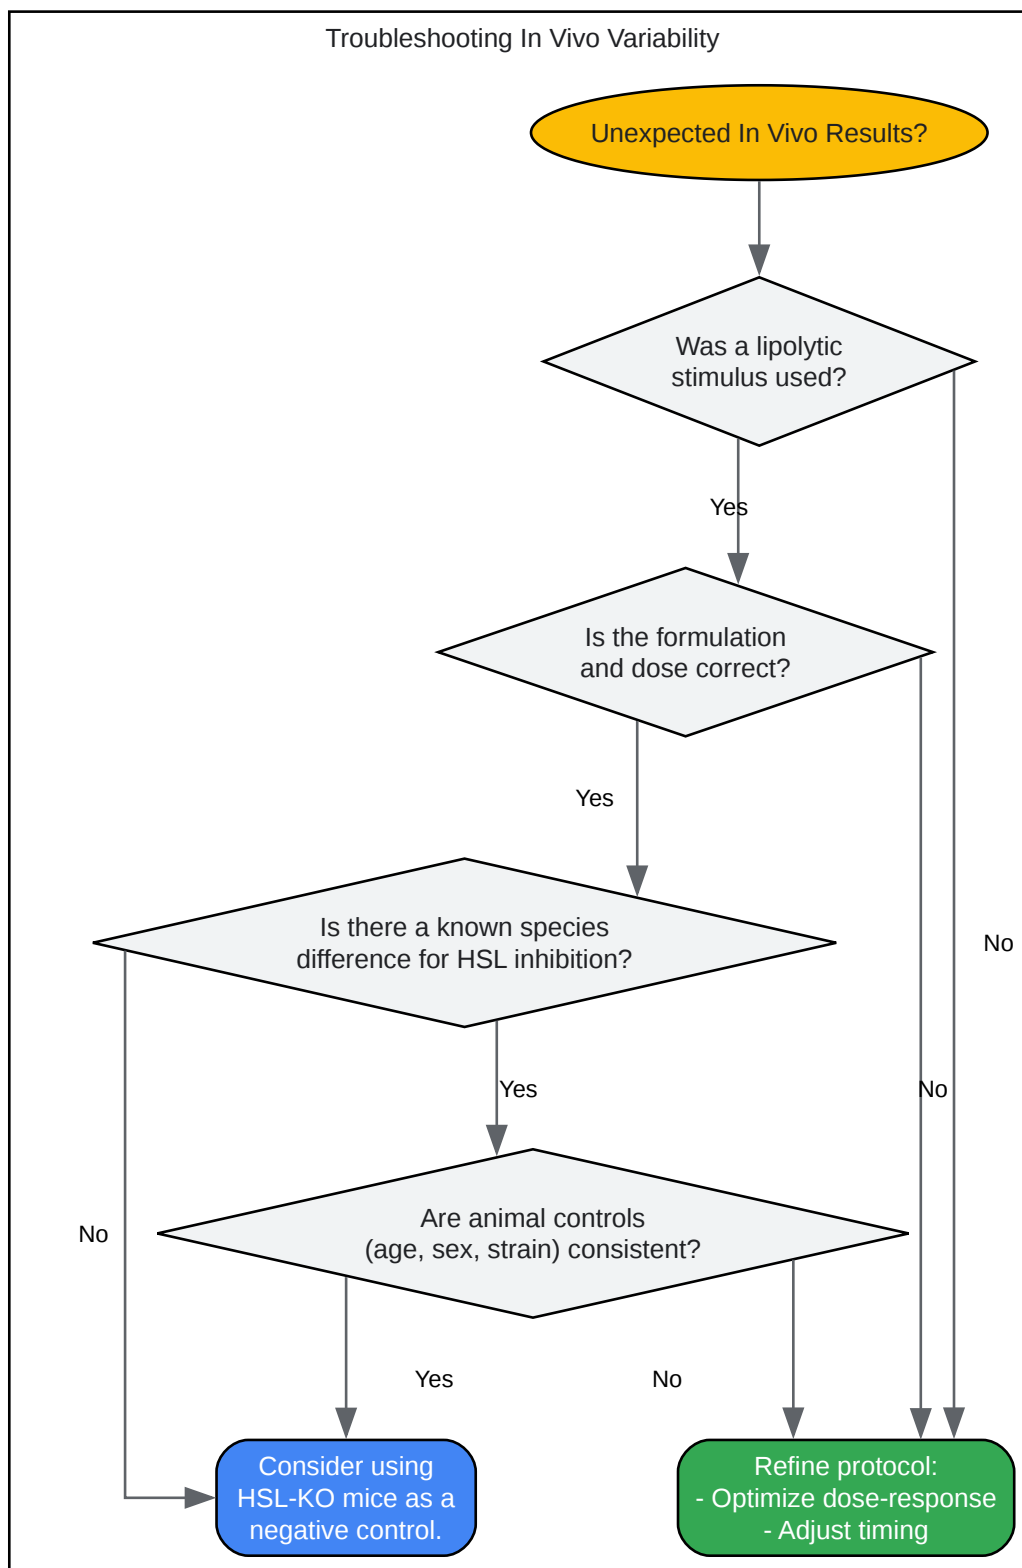 Troubleshooting In Vivo Variability
Unexpected In Vivo Results?
Was a lipolytic
stimulus used?
Yes
Is the formulation
and dose correct?
Yes
Is there a known species
difference for HSL inhibition?
No
Yes
No
Are animal controls
(age, sex, strain) consistent?
No
Yes
No
Consider using
HSL-KO mice as a
negative control.
Refine protocol:
- Optimize dose-response
- Adjust timing